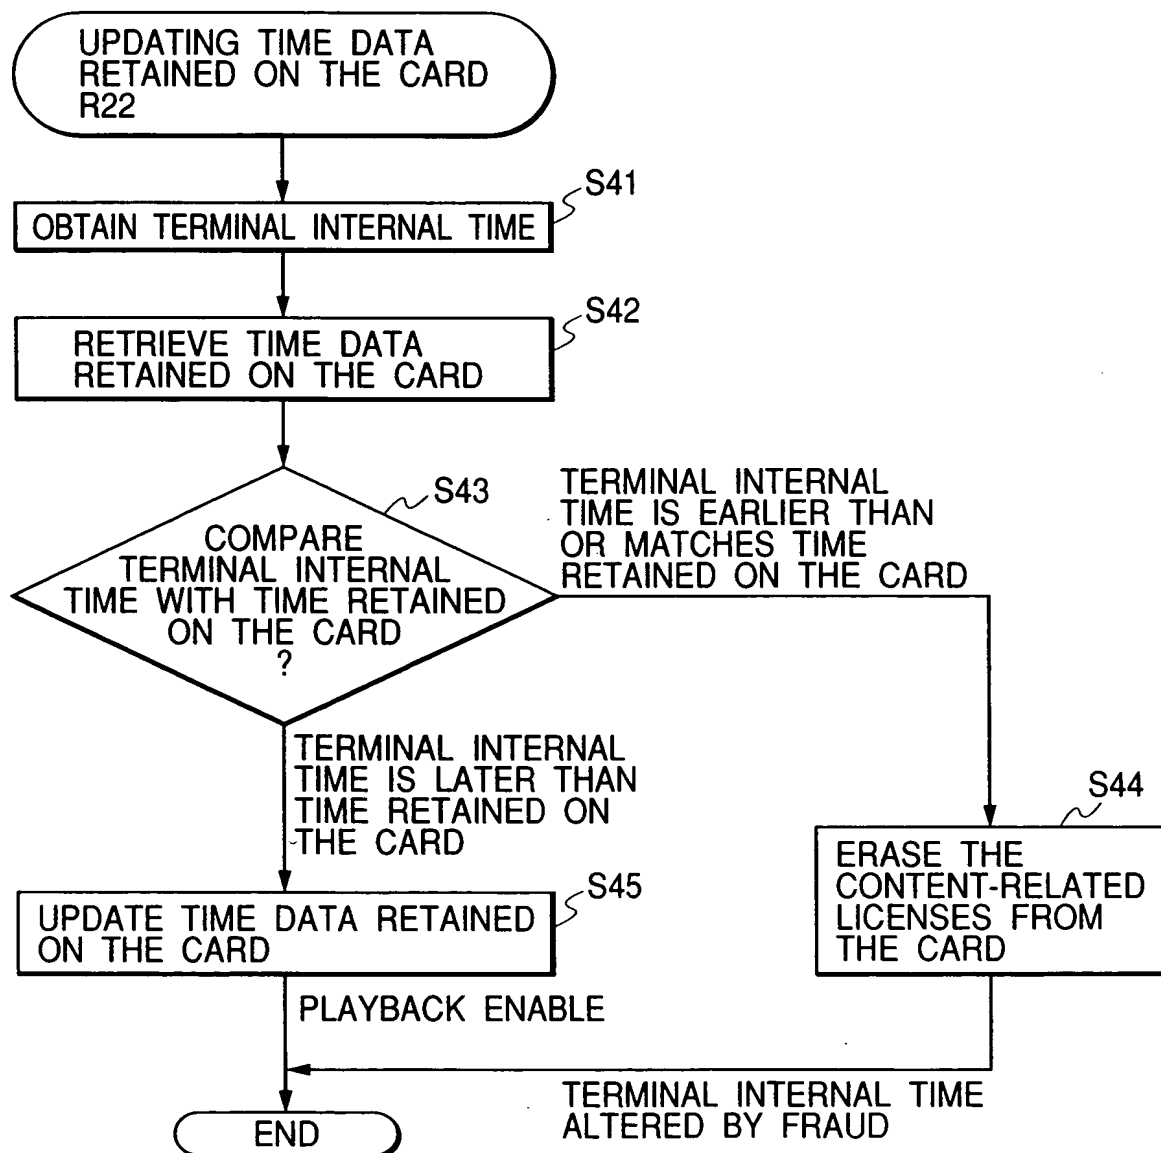 UPDATING TIME DATA
RETAINED ON THE CARD
R22
S41
OBTAIN TERMINAL INTERNAL TIME
S42
RETRIEVE TIME DATA
RETAINED ON THE CARD
S43
COMPARE
TERMINAL INTERNAL
TIME WITH TIME RETAINED
ON THE CARD
?
TERMINAL INTERNAL
TIME IS EARLIER THAN
OR MATCHES TIME
RETAINED ON THE CARD
TERMINAL INTERNAL
TIME IS LATER THAN
TIME RETAINED ON
THE CARD
S44
ERASE THE
CONTENT-RELATED
LICENSES FROM
THE CARD
S45
UPDATE TIME DATA RETAINED
ON THE CARD
PLAYBACK ENABLE
TERMINAL INTERNAL TIME
ALTERED BY FRAUD
END